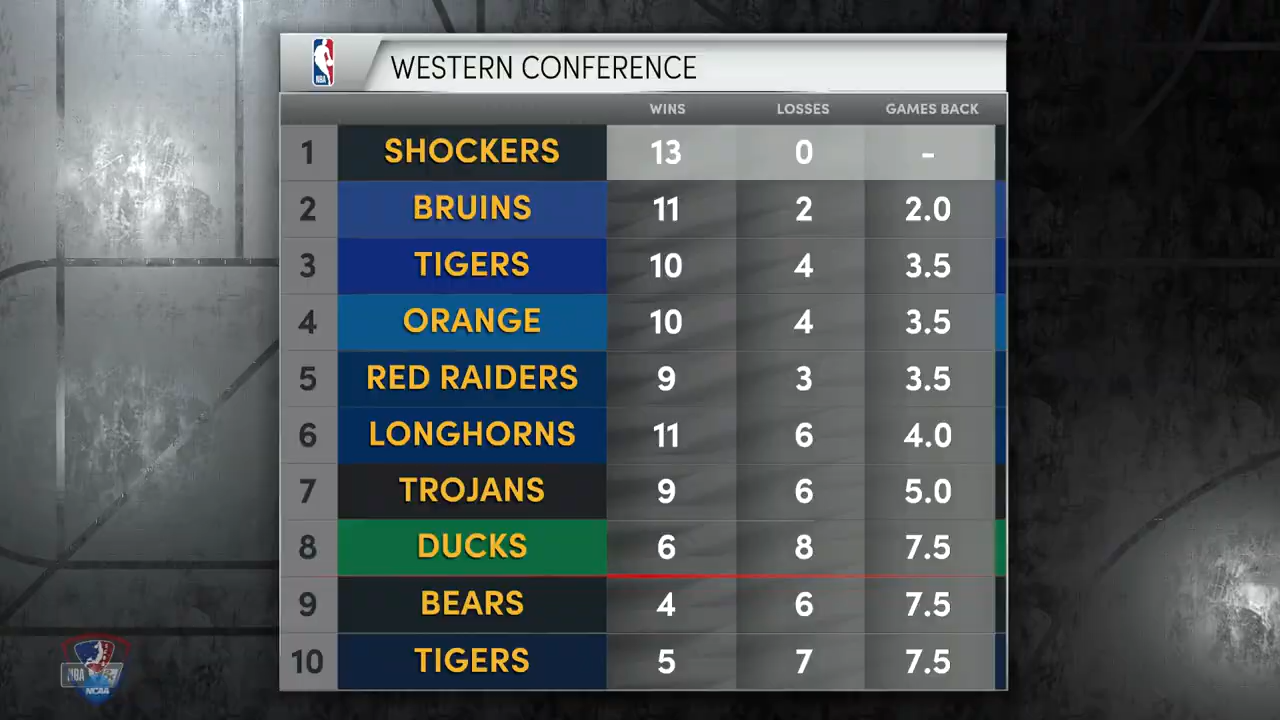 NBA
WESTERN CONFERENCE
WINS LOSSES GAMES BACK
1 SHOCKERS 13 0 -
2 BRUINS 11 2 2.0
3 TIGERS 10 4 3.5
4 ORANGE 10 4 3.5
5 RED RAIDERS 9 3 3.5
6 LONGHORNS 11 6 4.0
7 TROJANS 9 6 5.0
8 DUCKS 6 8 7.5
9 BEARS 4 6 7.5
10 TIGERS 5 7 7.5
NBA
NCAA